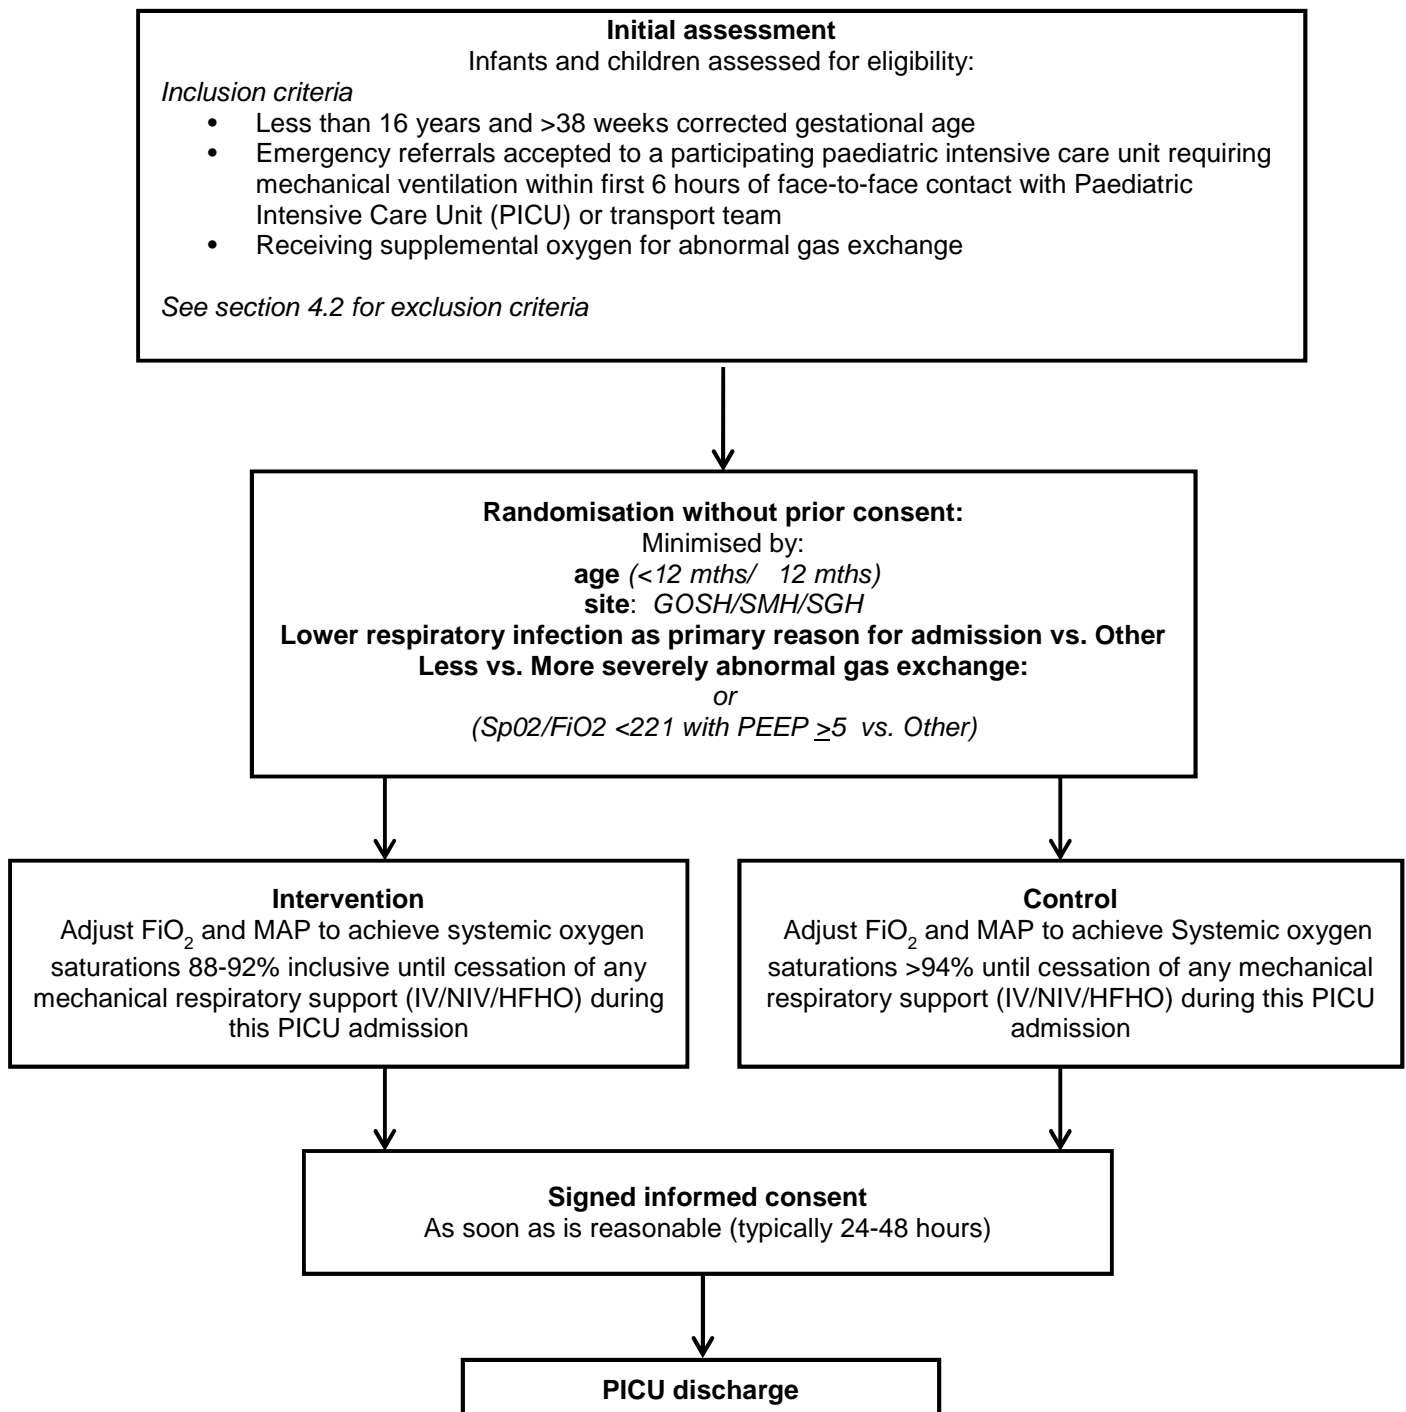 Initial assessment
Infants and children assessed for eligibility:
Inclusion criteria
• Less than 16 years and >38 weeks corrected gestational age
• Emergency referrals accepted to a participating paediatric intensive care unit requiring
mechanical ventilation within first 6 hours of face-to-face contact with Paediatric
Intensive Care Unit (PICU) or transport team
• Receiving supplemental oxygen for abnormal gas exchange
See section 4.2 for exclusion criteria
Randomisation without prior consent:
Minimised by:
age (<12 mths/ 12 mths)
site: GOSH/SMH/SGH
Lower respiratory infection as primary reason for admission vs. Other
Less vs. More severely abnormal gas exchange:
or
(Sp02/FiO2 <221 with PEEP >5 vs. Other)
Intervention
Adjust FiO2 and MAP to achieve systemic oxygen
saturations 88-92% inclusive until cessation of any
mechanical respiratory support (IV/NIV/HFHO) during
this PICU admission
Control
Adjust FiO2 and MAP to achieve Systemic oxygen
saturations >94% until cessation of any mechanical
respiratory support (IV/NIV/HFHO) during this PICU
admission
Signed informed consent
As soon as is reasonable (typically 24-48 hours)
PICU discharge